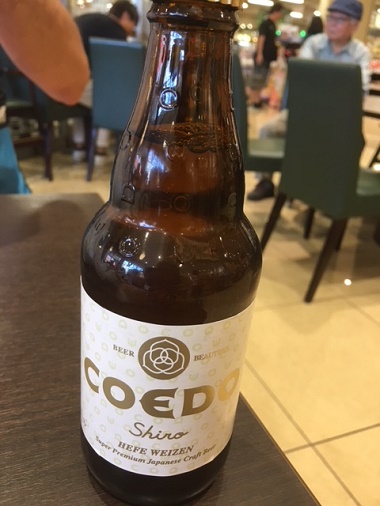 BEER BEAUTIFUL
COEDO
Shiro
HEFE WEIZEN
Super Premium Japanese Craft Beer